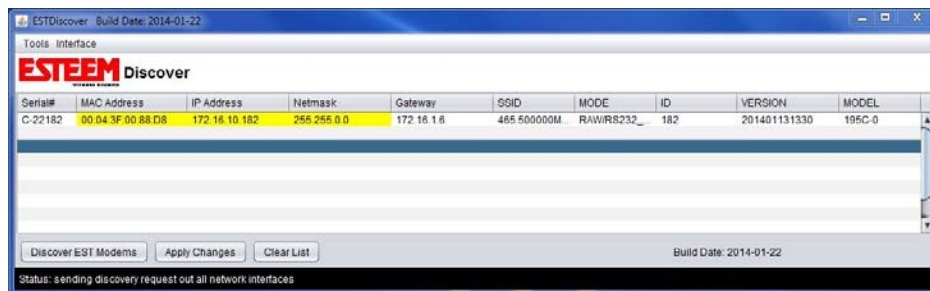 ESTDiscover Build Date: 2014-01-22
Tools Interface
ESTEEM Discover
Serial# MAC Address IP Address Netmask Gateway SSID MODE ID VERSION MODEL
C-22182 00:04:3F:00:88:D8 172.16.10.182 255.255.0.0 172.16.1.6 465.500000M... RAW/RS232_... 182 201401131330 195C-0
Discover EST Modems Apply Changes Clear List Build Date: 2014-01-22
Status: sending discovery request out all network interfaces